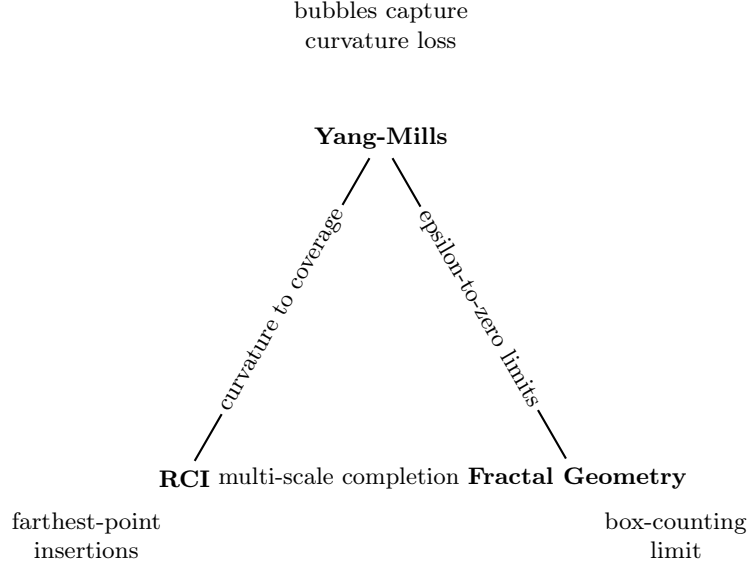 bubbles capture
curvature loss
Yang-Mills
curvature to coverage
epsilon-to-zero limits
RCI multi-scale completion Fractal Geometry
farthest-point
insertions
box-counting
limit